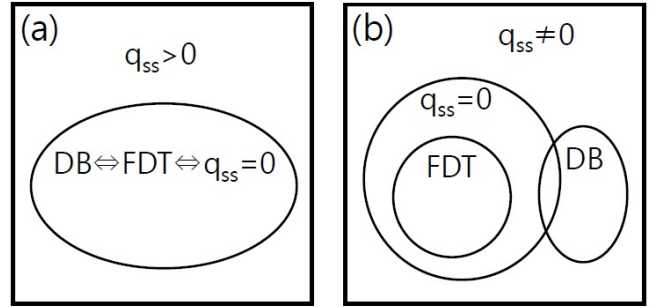 (a)
q_ss>0
DB⇔FDT⇔q_ss=0
(b)
q_ss≠0
q_ss=0
FDT
DB